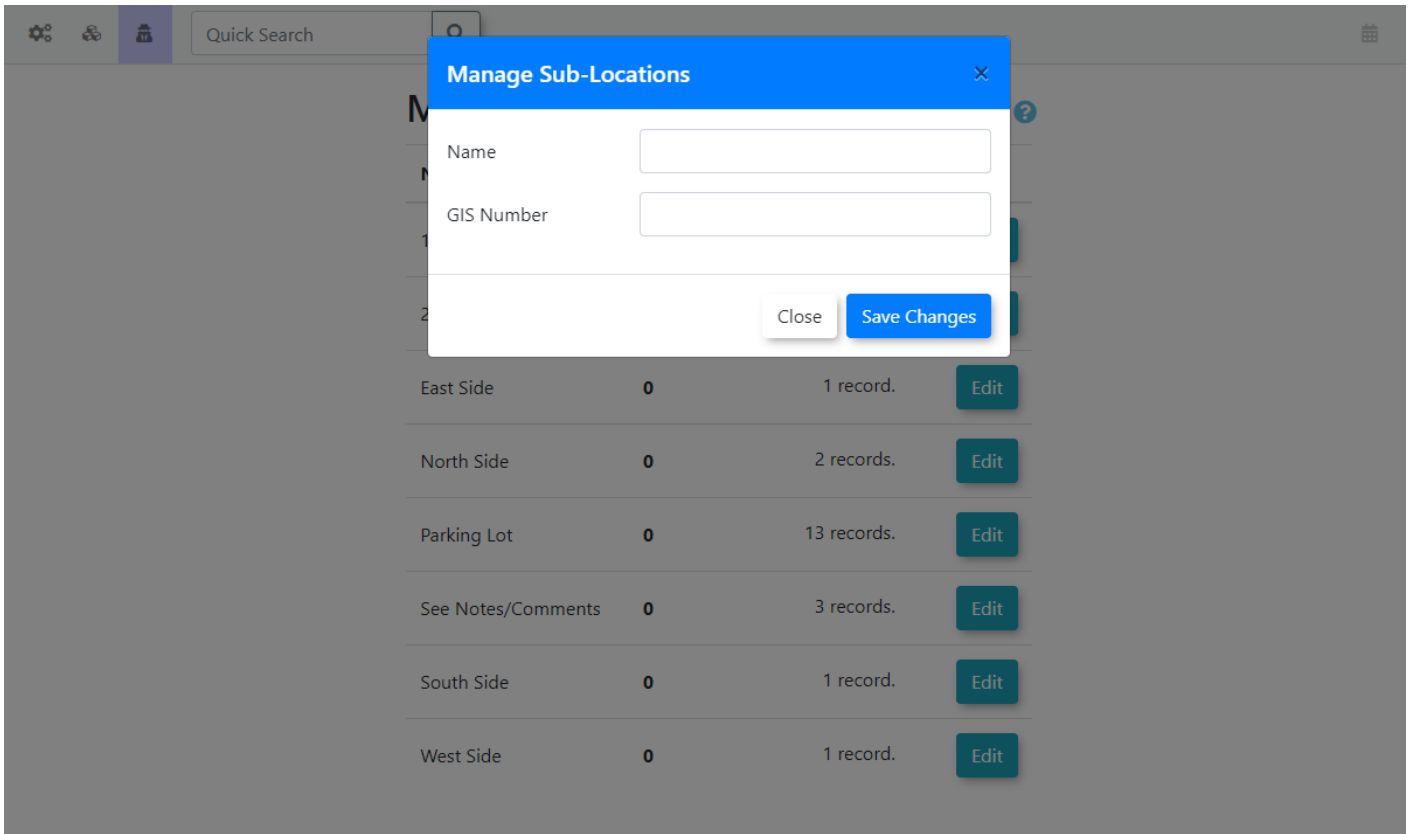 Quick Search
Manage Sub-Locations ×
Name
GIS Number
Close Save Changes
East Side 0 1 record. Edit
North Side 0 2 records. Edit
Parking Lot 0 13 records. Edit
See Notes/Comments 0 3 records. Edit
South Side 0 1 record. Edit
West Side 0 1 record. Edit